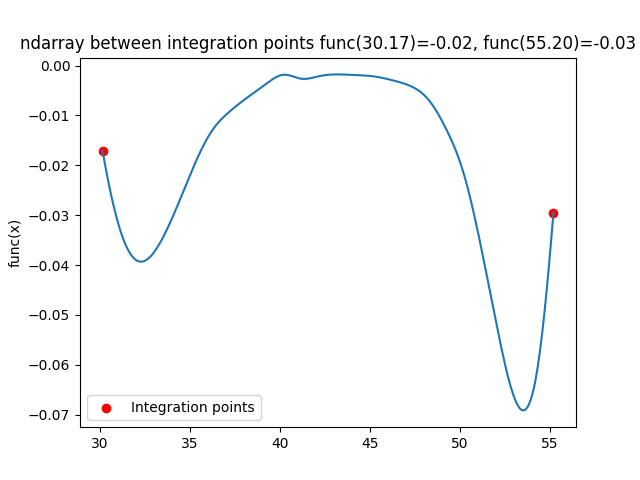 ndarray between integration points func(30.17)=-0.02, func(55.20)=-0.03
0.00
−0.01
−0.02
−0.03
−0.04
−0.05
−0.06
−0.07
func(x)
Integration points
30 35 40 45 50 55